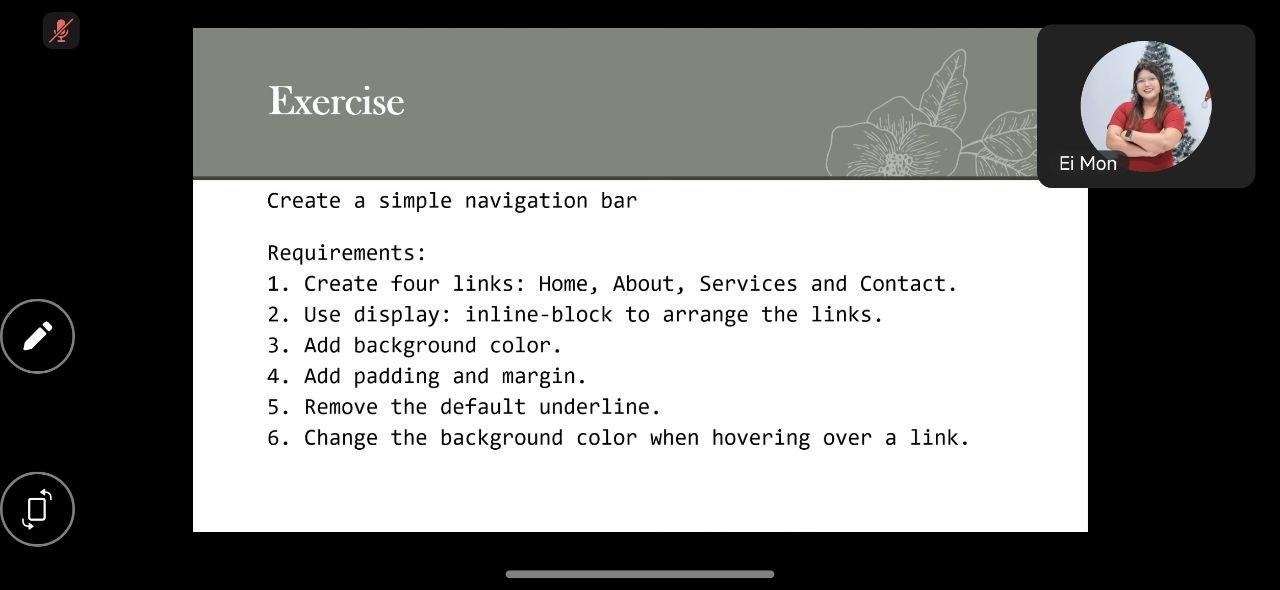 Exercise
Ei Mon
Create a simple navigation bar
Requirements:
1. Create four links: Home, About, Services and Contact.
2. Use display: inline-block to arrange the links.
3. Add background color.
4. Add padding and margin.
5. Remove the default underline.
6. Change the background color when hovering over a link.